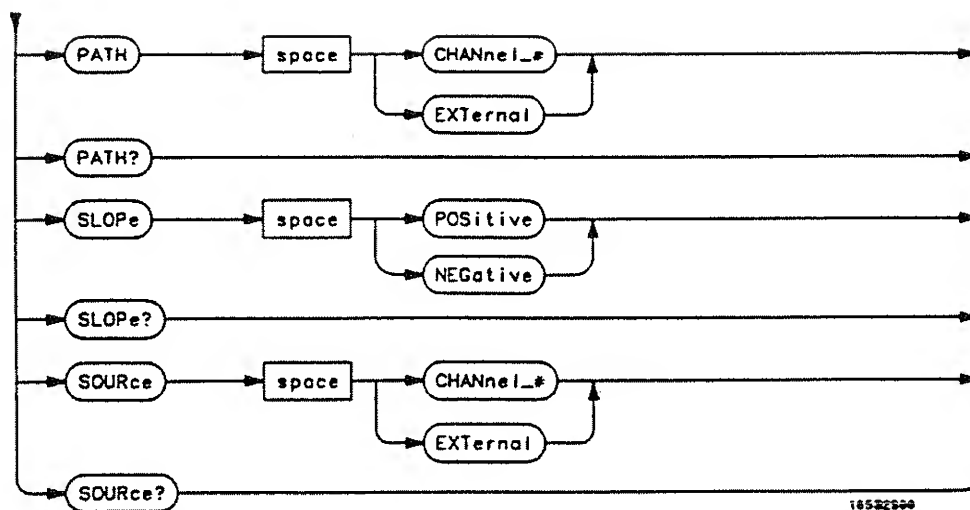 PATH space CHANnel_#
EXTernal
PATH?
SLOPe space POSitive
NEGative
SLOPe?
SOURce space CHANnel_#
EXTernal
SOURce?